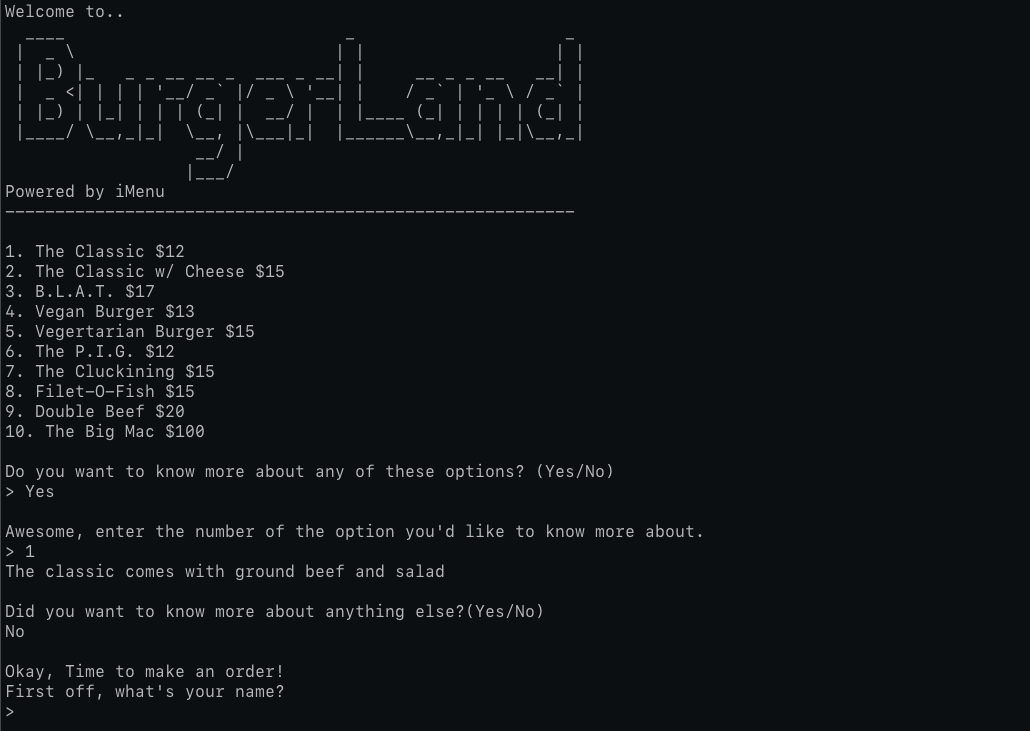 Welcome to..
BurgerLand
Powered by iMenu
---------------------------------------------------------
1. The Classic $12
2. The Classic w/ Cheese $15
3. B.L.A.T. $17
4. Vegan Burger $13
5. Vegertarian Burger $15
6. The P.I.G. $12
7. The Cluckining $15
8. Filet-O-Fish $15
9. Double Beef $20
10. The Big Mac $100
Do you want to know more about any of these options? (Yes/No)
> Yes
Awesome, enter the number of the option you'd like to know more about.
> 1
The classic comes with ground beef and salad
Did you want to know more about anything else?(Yes/No)
No
Okay, Time to make an order!
First off, what's your name?
>